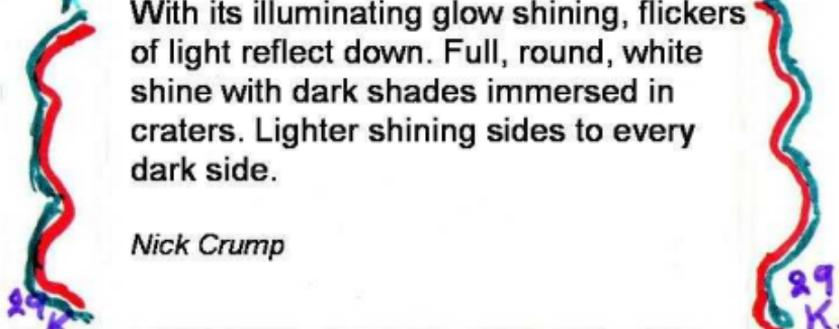 With its illuminating glow shining, flickers
of light reflect down. Full, round, white
shine with dark shades immersed in
craters. Lighter shining sides to every
dark side.
Nick Crump
29 29
K K